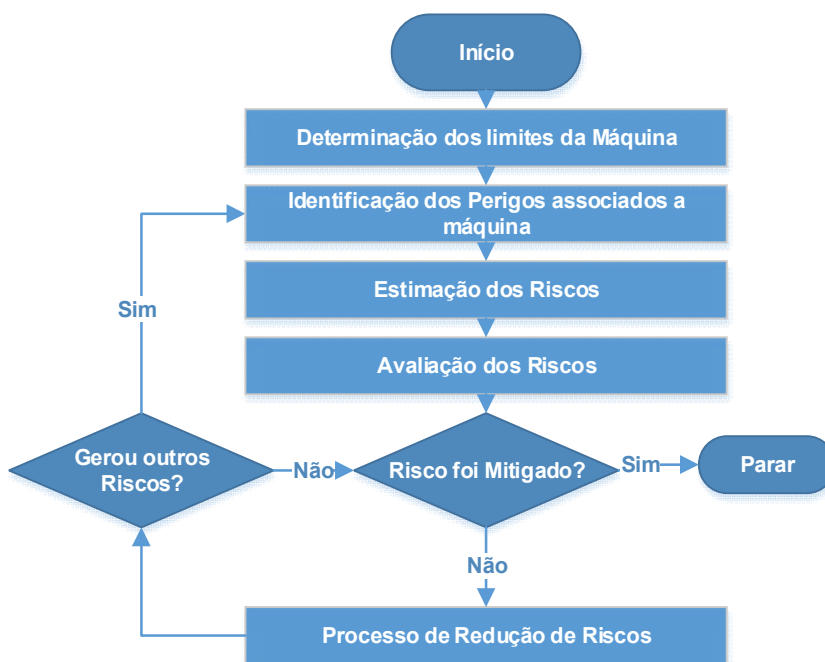 Início
Determinação dos limites da Máquina
Identificação dos Perigos associados a
máquina
Estimação dos Riscos
Sim
Avaliação dos Riscos
Gerou outros
Riscos?
Não
Risco foi Mitigado?
Sim
Parar
Não
Processo de Redução de Riscos